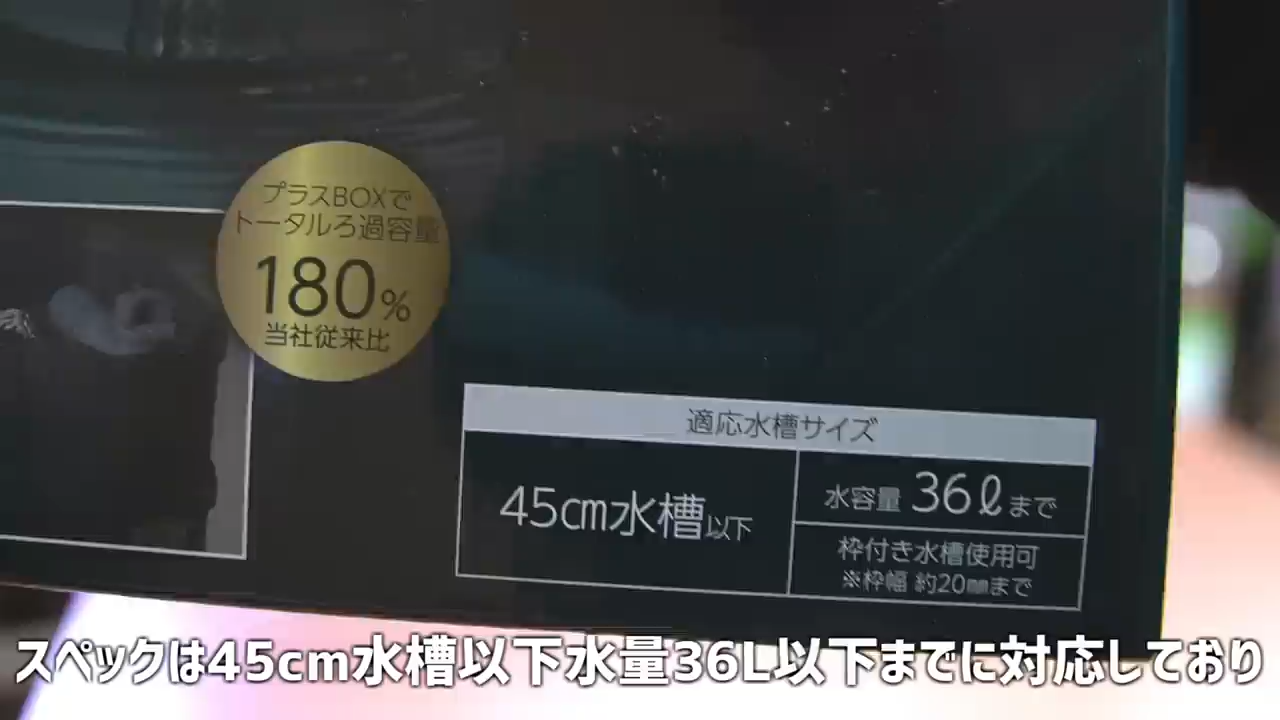 プラスBOXで
トータルろ過容量
180%
当社従来比
適応水槽サイズ
45cm水槽以下
水容量 36ℓまで
枠付き水槽使用可
※枠幅 約20㎜まで
スペックは45cm水槽以下水量36L以下までに対応しており